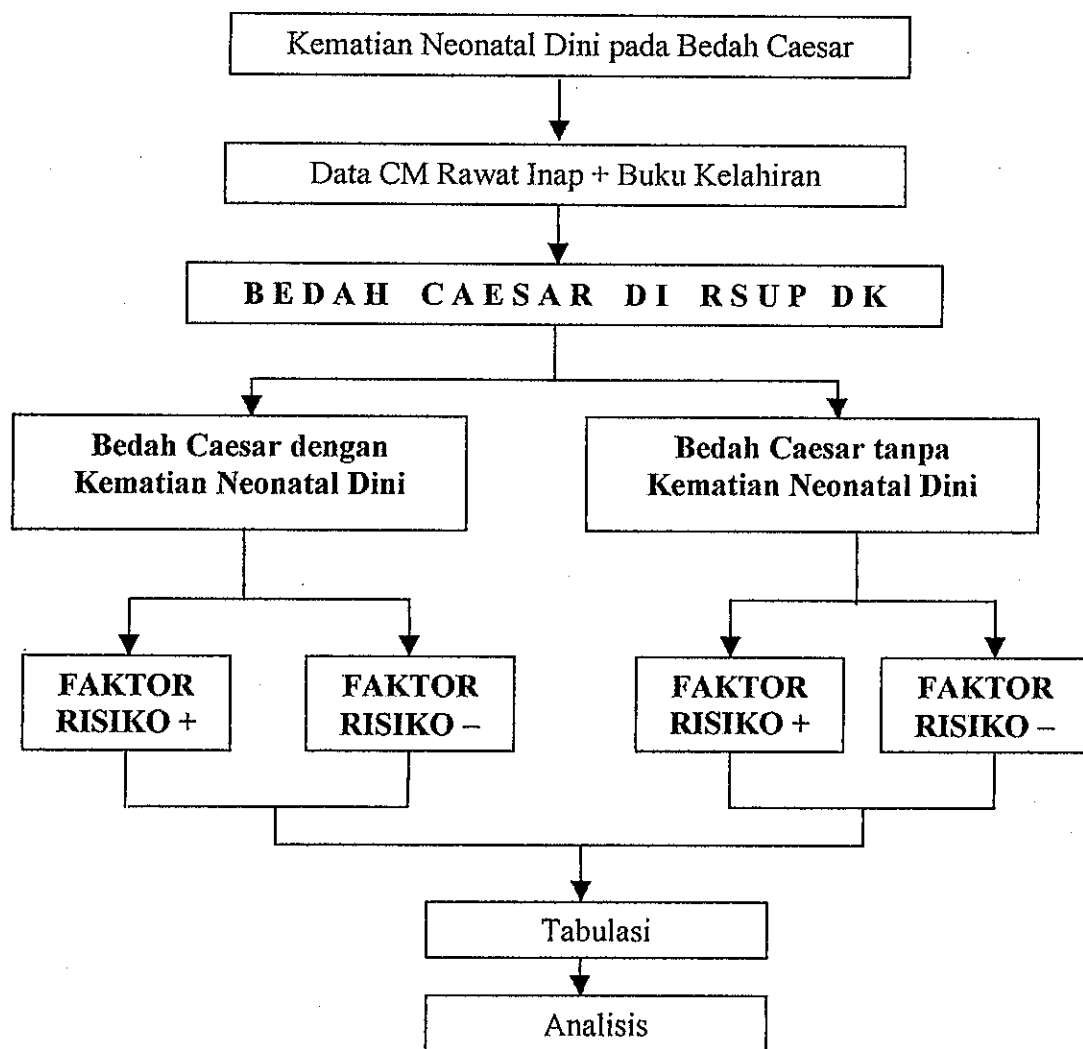 Kematian Neonatal Dini pada Bedah Caesar
Data CM Rawat Inap + Buku Kelahiran
BEDAH CAESAR DI RSUP DK
Bedah Caesar dengan
Kematian Neonatal Dini
Bedah Caesar tanpa
Kematian Neonatal Dini
FAKTOR
RISIKO +
FAKTOR
RISIKO –
FAKTOR
RISIKO +
FAKTOR
RISIKO –
Tabulasi
Analisis